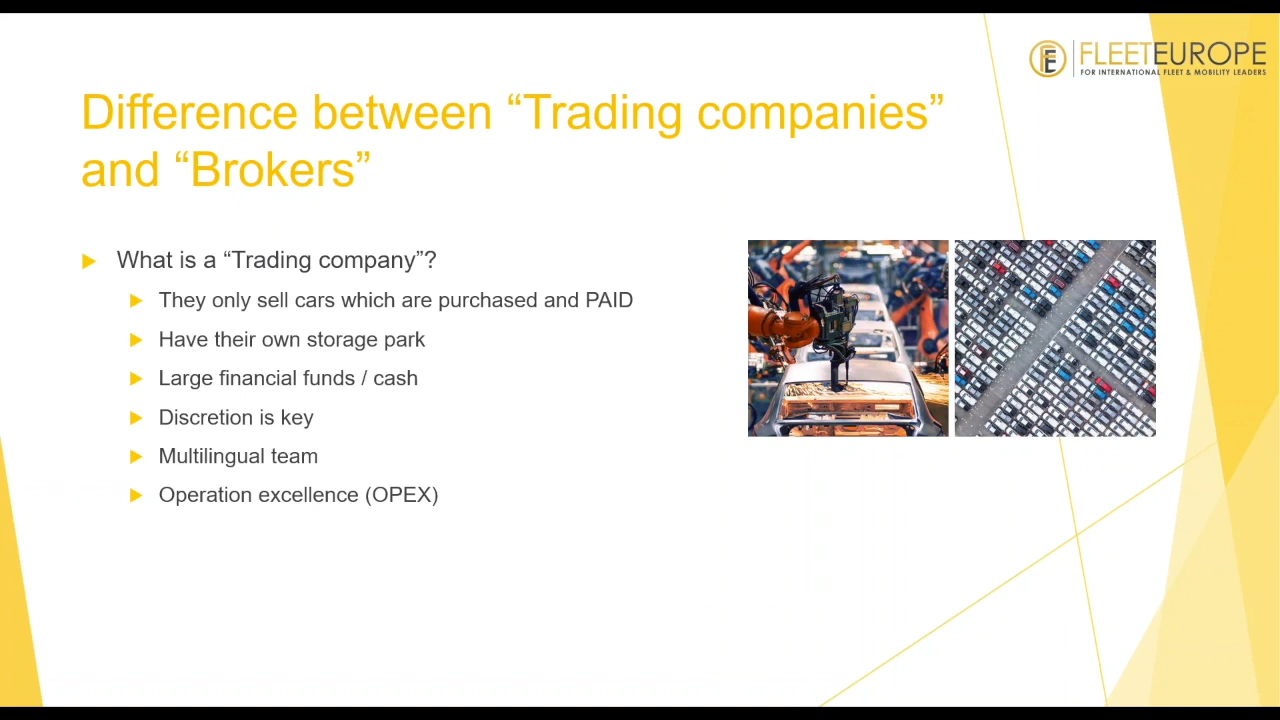 FLEETEUROPE
FOR INTERNATIONAL FLEET & MOBILITY LEADERS
Difference between “Trading companies”
and “Brokers”
What is a “Trading company”?
They only sell cars which are purchased and PAID
Have their own storage park
Large financial funds / cash
Discretion is key
Multilingual team
Operation excellence (OPEX)